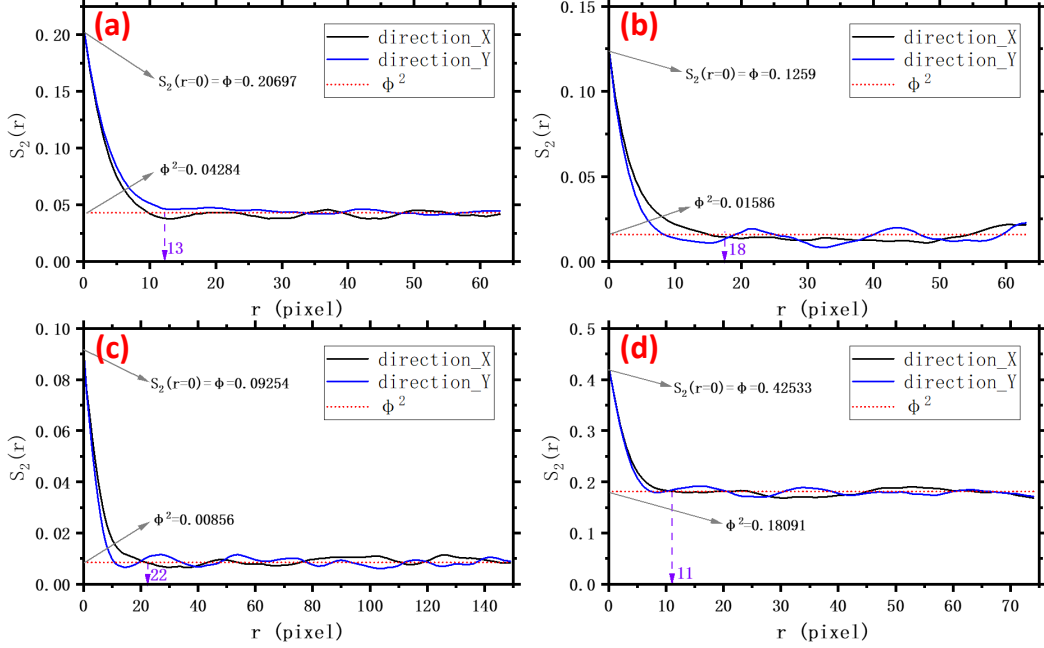 (a)
direction_X
direction_Y
ϕ²
S₂(r=0)=ϕ=0.20697
ϕ²=0.04284
13
0.20
0.15
0.10
0.05
0.00
S₂(r)
0 10 20 30 40 50 60
r (pixel)
(b)
direction_X
direction_Y
ϕ²
S₂(r=0)=ϕ=0.1259
ϕ²=0.01586
18
0.15
0.10
0.05
0.00
S₂(r)
0 10 20 30 40 50 60
r (pixel)
(c)
direction_X
direction_Y
ϕ²
S₂(r=0)=ϕ=0.09254
ϕ²=0.00856
22
0.10
0.08
0.06
0.04
0.02
0.00
S₂(r)
0 20 40 60 80 100 120 140
r (pixel)
(d)
direction_X
direction_Y
ϕ²
S₂(r=0)=ϕ=0.42533
ϕ²=0.18091
11
0.5
0.4
0.3
0.2
0.1
0.0
S₂(r)
0 10 20 30 40 50 60 70
r (pixel)